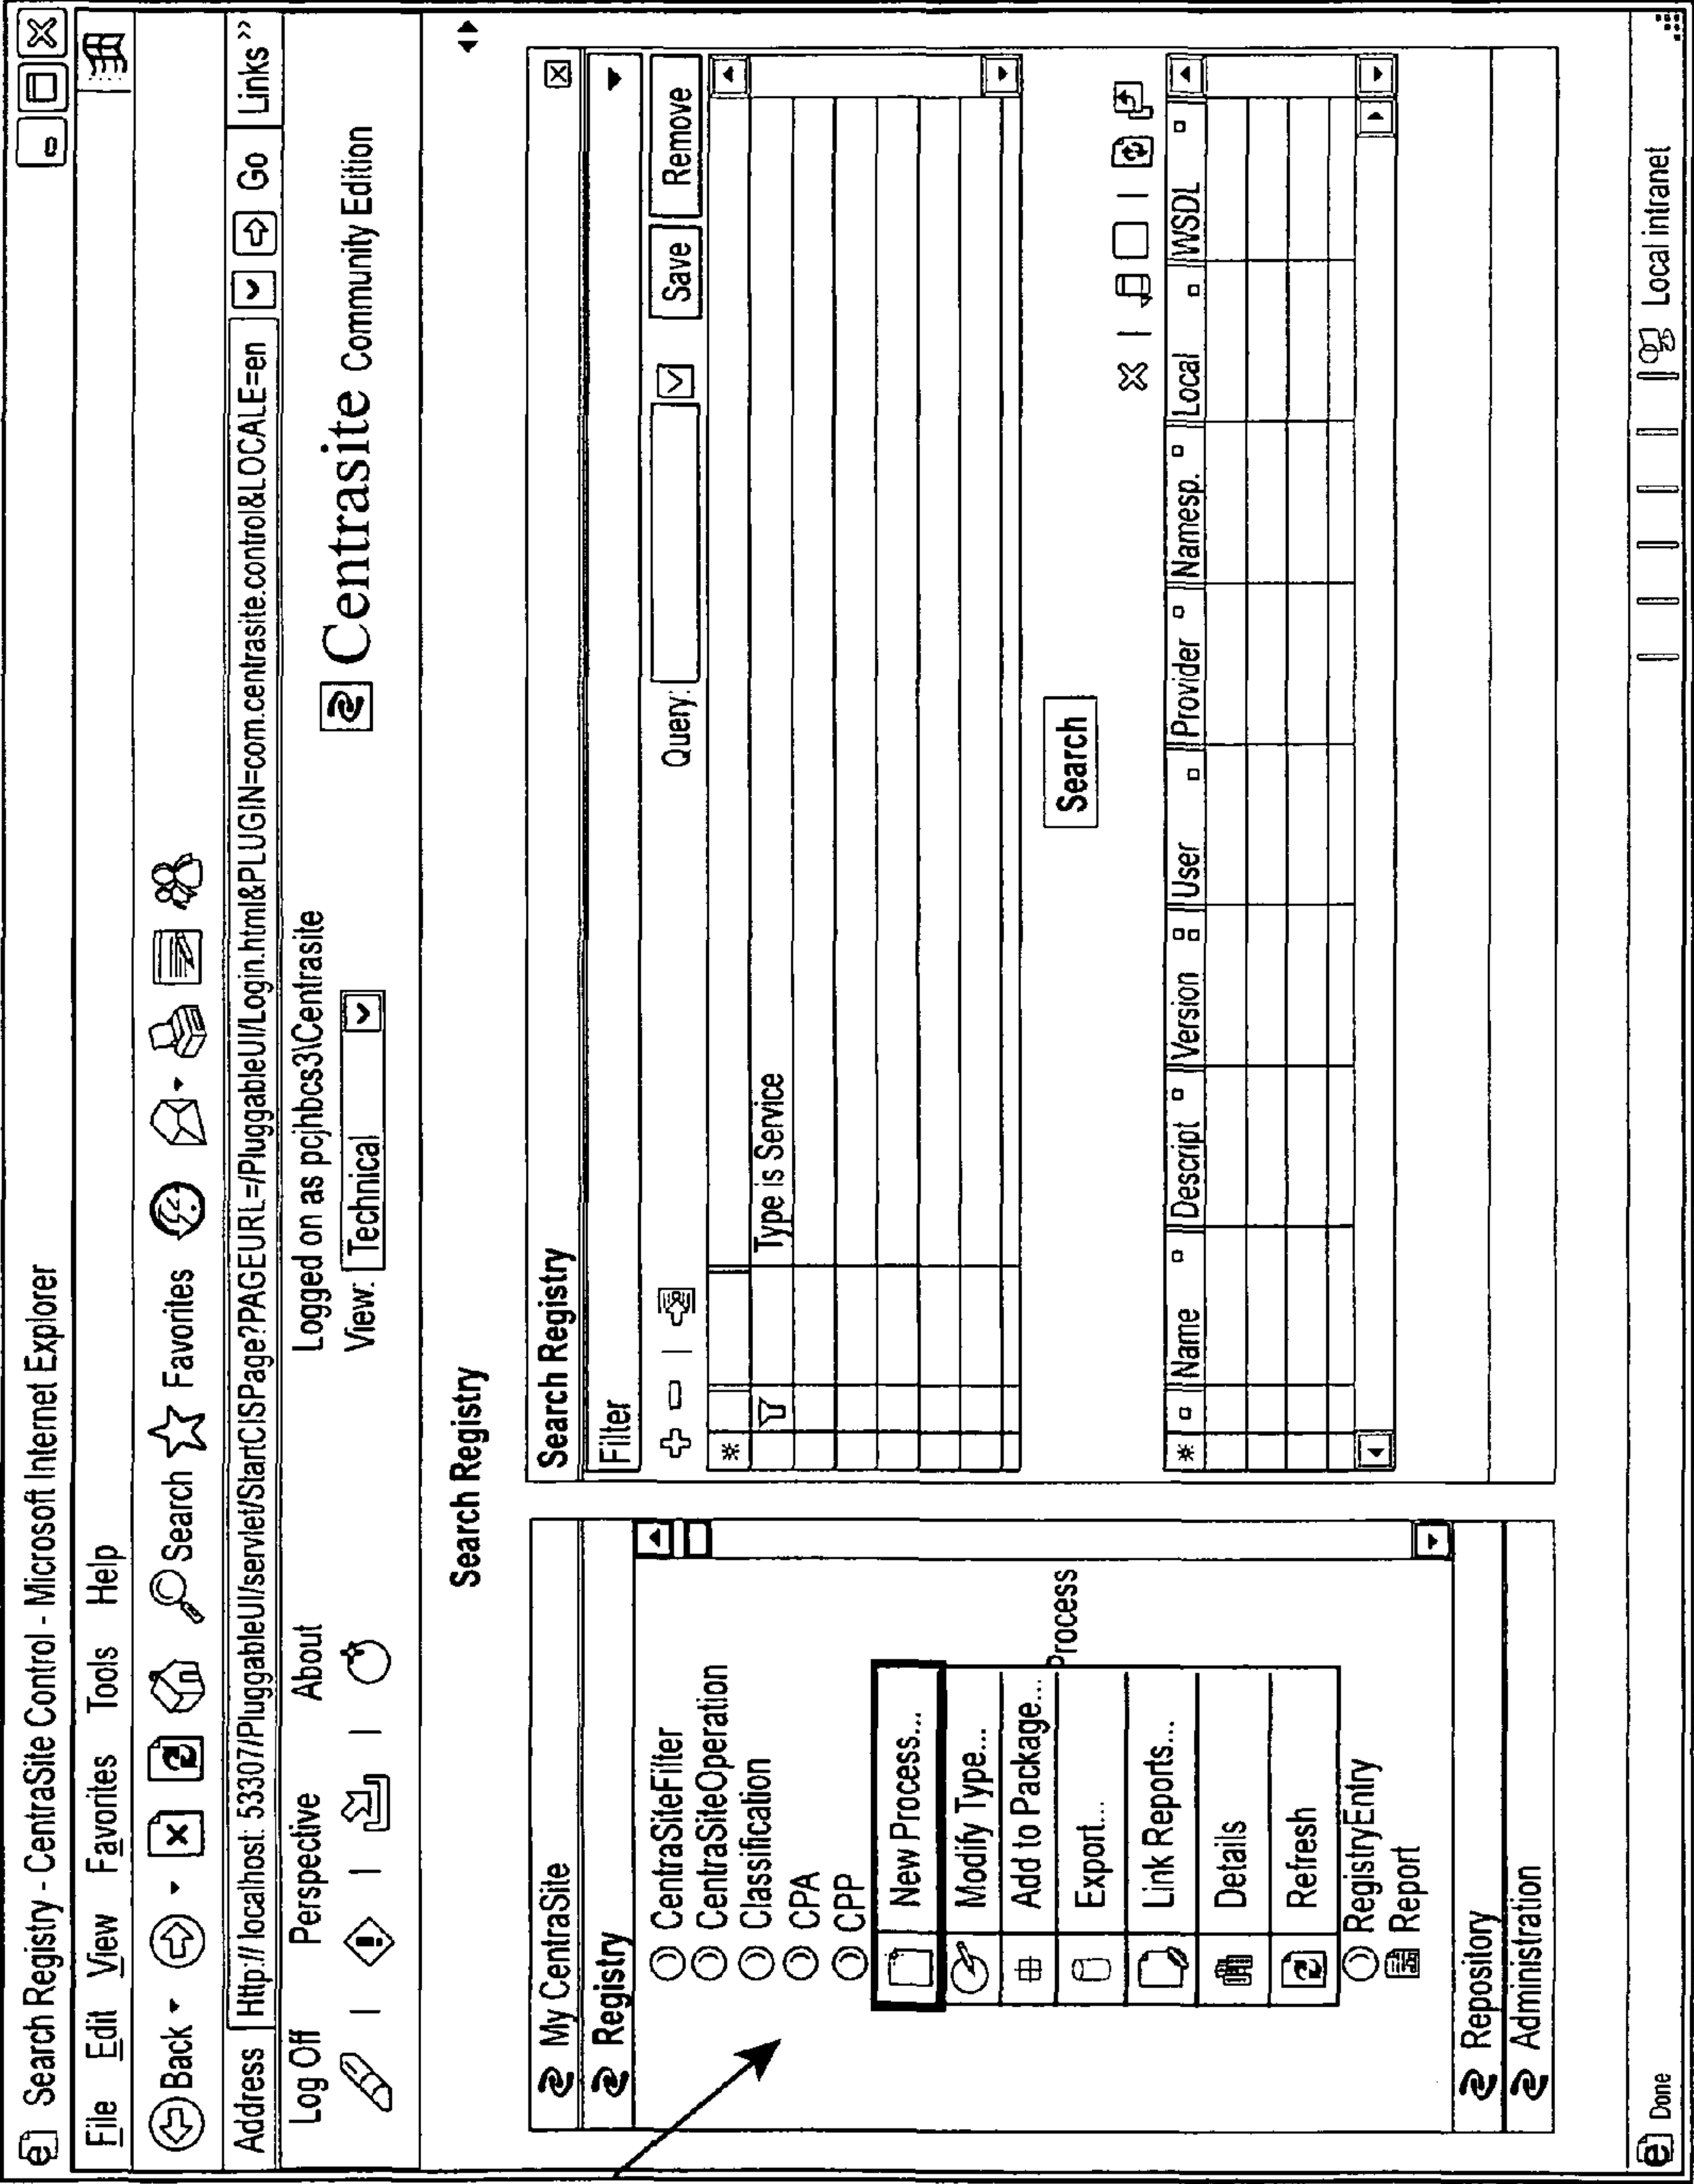 Search Registry - CentraSite Control - Microsoft Internet Explorer
File Edit View Favorites Tools Help
Back Search Favorites
Address Http:// localhost: 53307/PluggableUI/servlet/StartCISPage?PAGEURL=/PluggableUI/Login.html&PLUGIN=com.centrasite.control&LOCALE=en Go Links »
Log Off Perspective About Logged on as pcjhbcs3\Centrasite
View: Technical
Centrasite Community Edition
Search Registry
My CentraSite
Registry
CentraSiteFilter
CentraSiteOperation
Classification
CPA
CPP
New Process...
Modify Type...
Add to Package...
Process
Export...
Link Reports...
Details
Refresh
RegistryEntry
Report
Repository
Administration
Search Registry
Filter
Query: Save Remove
Type is Service
Search
Name Descript Version User Provider Namesp. Local WSDL
Done Local intranet